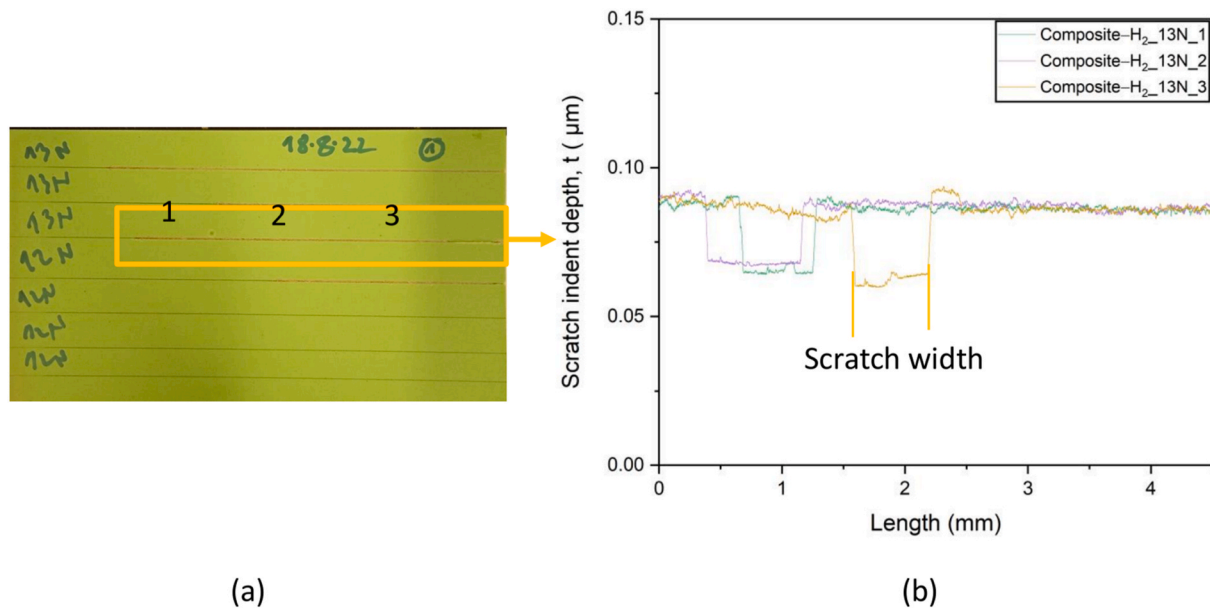 18.8.22 1
13N
13N
13N
12N
12N
12N
12N
1 2 3
(a)
0.15
0.10
0.05
0.00
Scratch indent depth, t ( µm)
Composite–H₂_13N_1
Composite–H₂_13N_2
Composite–H₂_13N_3
Scratch width
0 1 2 3 4
Length (mm)
(b)